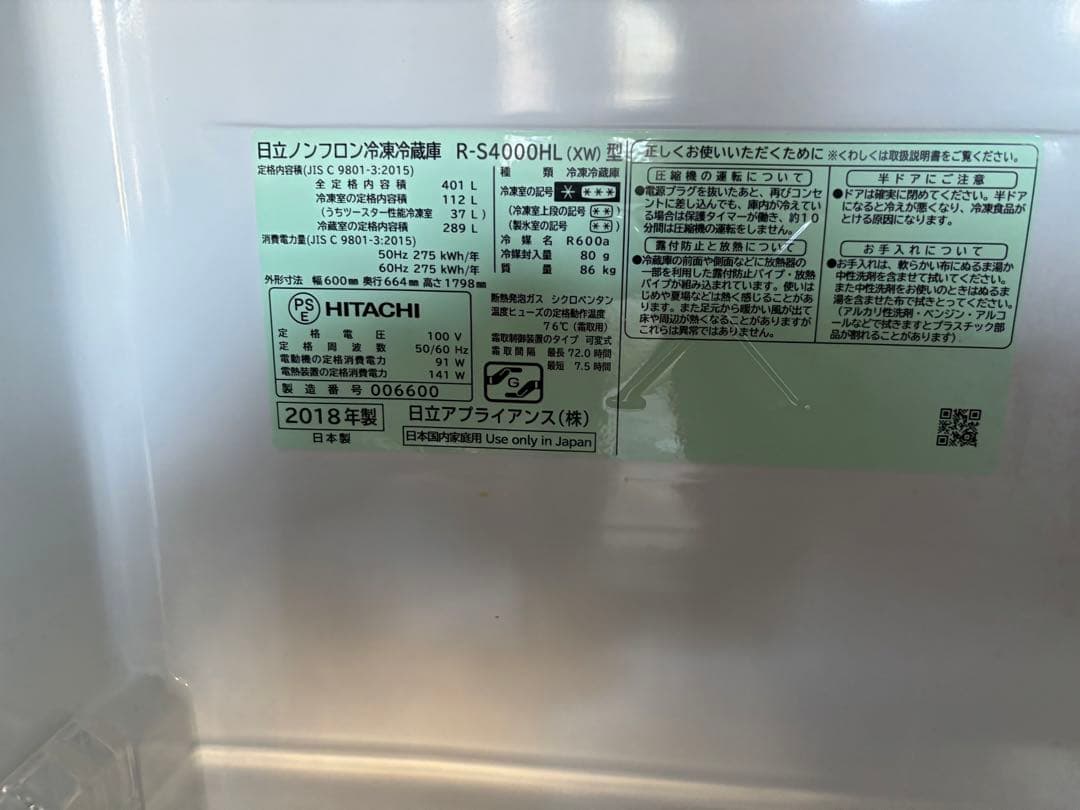 日立ノンフロン冷凍冷蔵庫 R-S4000HL(XW)型
定格内容積(JIS C 9801-3:2015)
全定格内容積 401 L
冷凍室の定格内容積 112 L
(うちツースター性能冷凍室 37 L)
冷蔵室の定格内容積 289 L
消費電力量(JIS C 9801-3:2015)
50Hz 275 kWh/年
60Hz 275 kWh/年
外形寸法 幅600mm 奥行664mm 高さ1798mm
PSE HITACHI
定格電圧 100 V
定格周波数 50/60 Hz
電動機の定格消費電力 91 W
電熱装置の定格消費電力 141 W
製造番号 006600
2018年製
日本製
種類 冷凍冷蔵庫
冷凍室の記号 * ***
(冷凍室上段の記号 **)
(製氷室の記号 **)
冷媒名 R600a
冷媒封入量 80 g
質量 86 kg
断熱発泡ガス シクロペンタン
温度ヒューズの定格動作温度
76℃(霜取用)
霜取制御装置のタイプ 可変式
霜取間隔 最長 72.0 時間
最短 7.5 時間
G
日立アプライアンス(株)
日本国内家庭用 Use only in Japan
正しくお使いいただくために ※くわしくは取扱説明書をご覧ください。
圧縮機の運転について
●電源プラグを抜いたあと、再びコンセ
ントに差し込んでも、庫内が冷えてい
る場合は保護タイマーが働き、約10
分間は圧縮機の運転をしません。
露付防止と放熱について
●冷蔵庫の前面や側面などに放熱器の
一部を利用した露付防止パイプ・放熱
パイプが組み込まれています。使いは
じめや夏場などは熱く感じることがあ
ります。また足元から暖かい風が出て
床や周辺が熱くなることがありますが
これらは異常ではありません。
半ドアにご注意
●ドアは確実に閉めてください。半ドア
になると冷えが悪くなり、冷凍食品が
とける原因になります。
お手入れについて
●お手入れは、軟らかい布にぬるま湯か
中性洗剤を含ませて拭いてください。
また中性洗剤をお使いのときはぬるま
湯を含ませた布で拭きとってください。
(アルカリ性洗剤・ベンジン・アルコ
ールなどで拭きますとプラスチック部
品が割れることがあります)